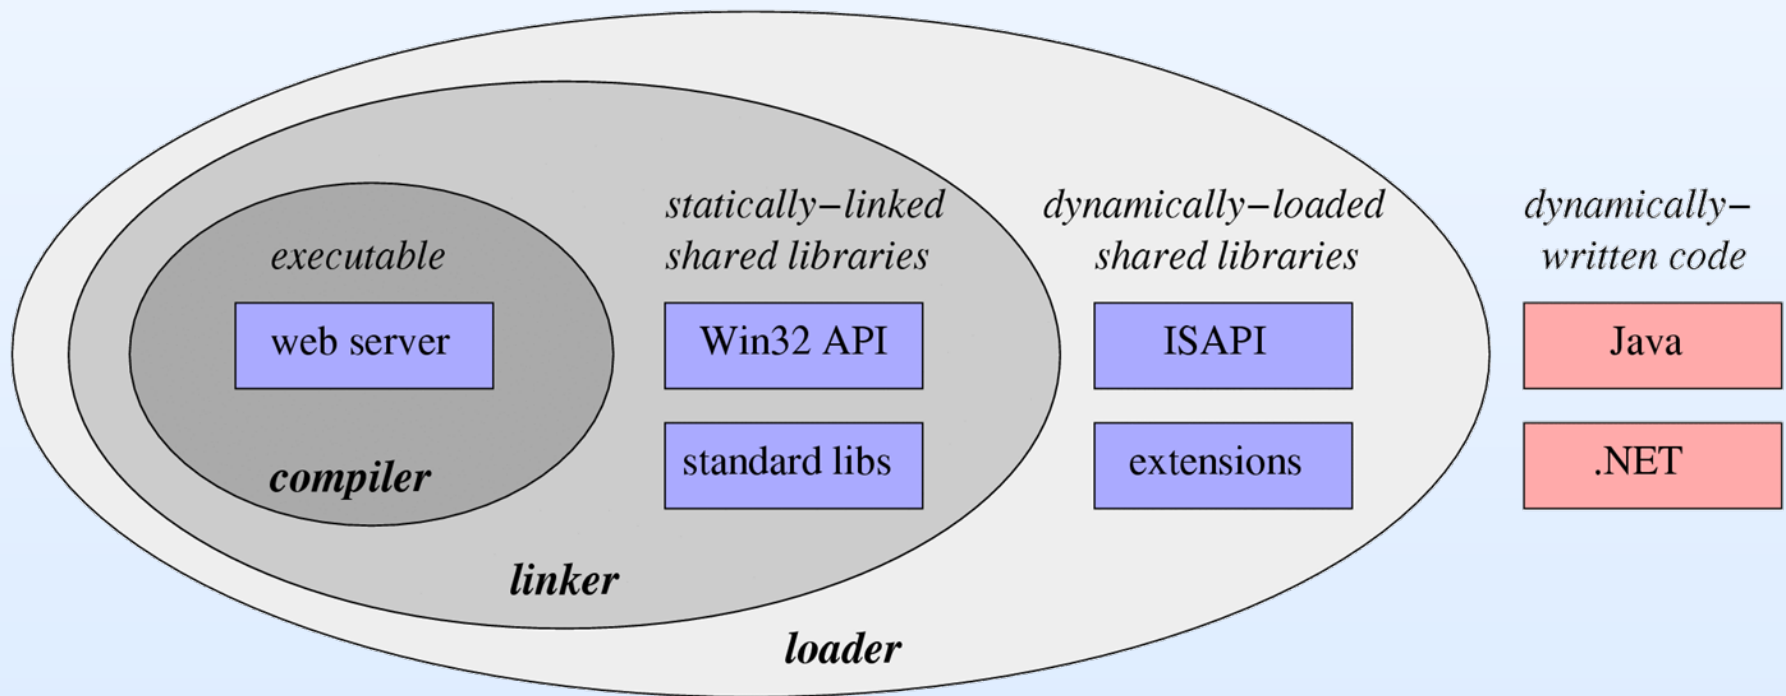 executable
web server
compiler
statically−linked
shared libraries
Win32 API
standard libs
linker
dynamically−loaded
shared libraries
ISAPI
extensions
loader
dynamically−
written code
Java
.NET